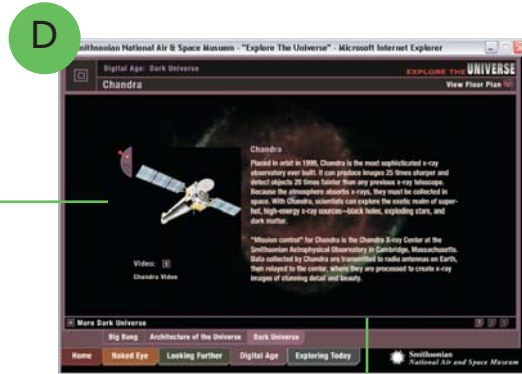 D
Smithsonian National Air & Space Musuem - "Explore The Universe" - Microsoft Internet Explorer
Digital Age: Dark Universe
EXPLORE THE UNIVERSE
Chandra
View Floor Plan
Chandra
Placed in orbit in 1999, Chandra is the most sophisticated x-ray
observatory ever built. It can produce images 25 times sharper and
detect objects 20 times fainter than any previous x-ray telescope.
Because the atmosphere absorbs x-rays, they must be collected in
space. With Chandra, scientists can explore the exotic realm of super-
hot, high-energy x-ray sources—black holes, exploding stars, and
dark matter.
"Mission control" for Chandra is the Chandra X-ray Center at the
Smithsonian Astrophysical Observatory in Cambridge, Massachusetts.
Data collected by Chandra are transmitted to radio antennas on Earth,
then relayed to the center, where they are processed to create x-ray
images of stunning detail and beauty.
Video: 1
Chandra Video
More Dark Universe
1 2 3
Big Bang Architecture of the Universe Dark Universe
Home Naked Eye Looking Further Digital Age Exploring Today
Smithsonian
National Air and Space Museum